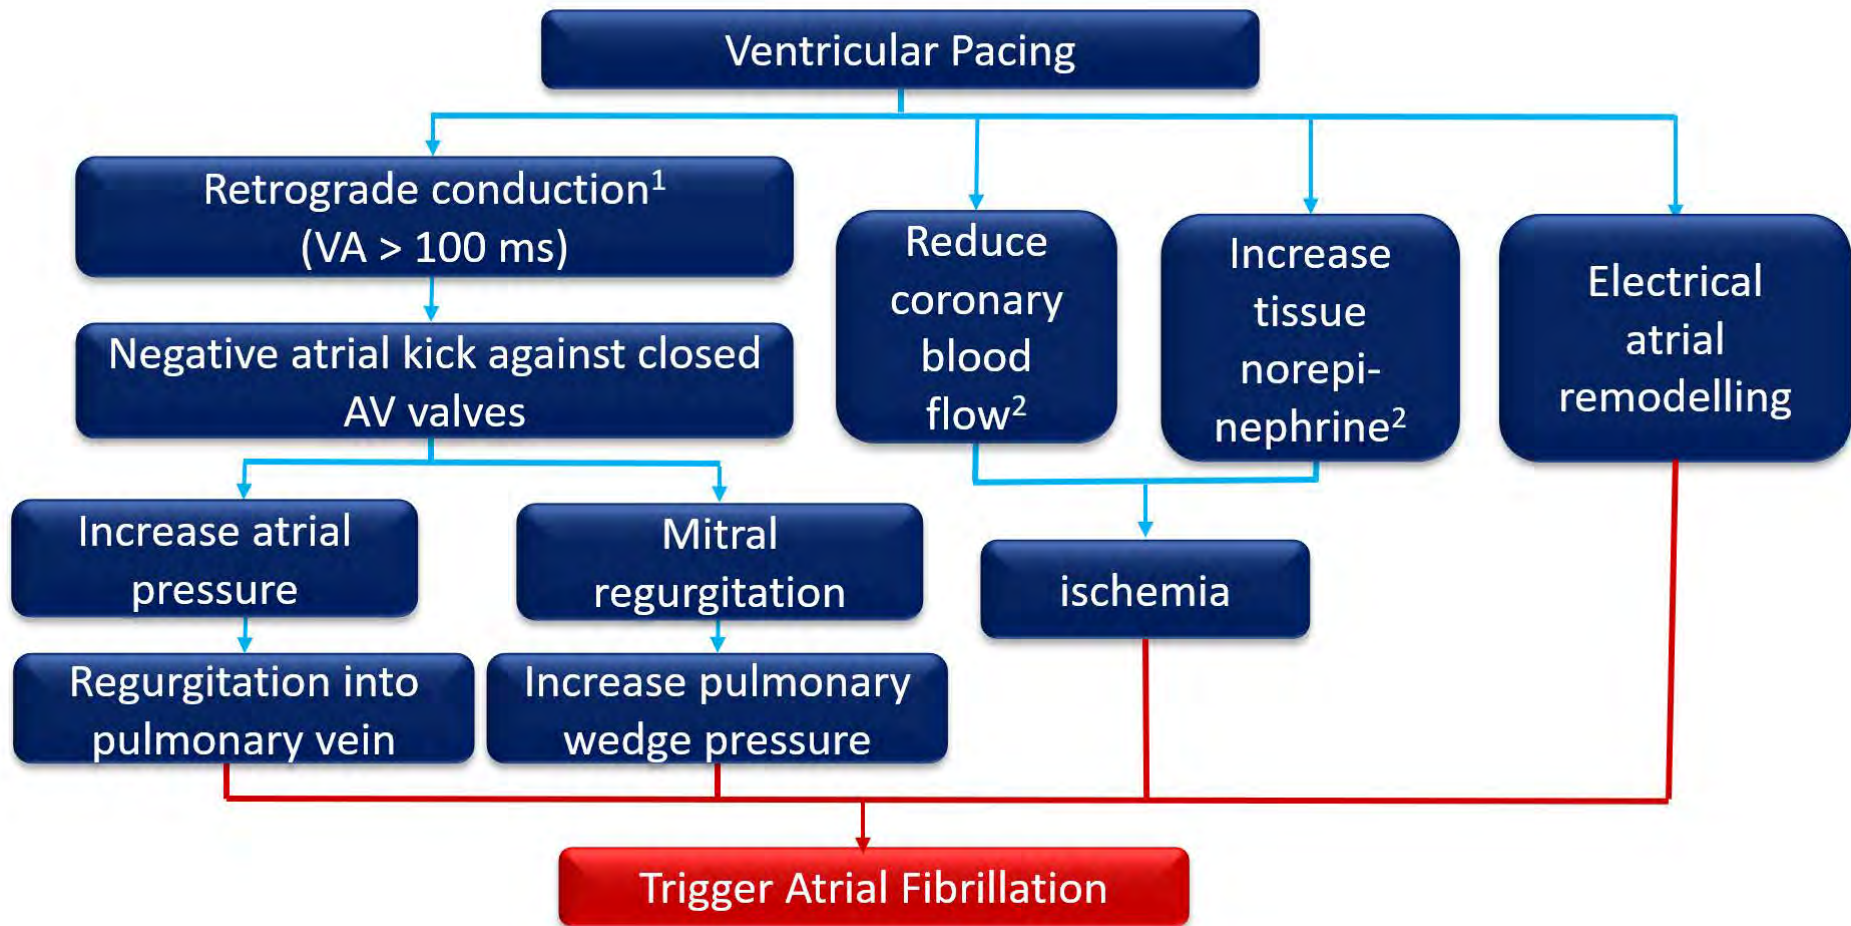 Ventricular Pacing
Retrograde conduction¹
(VA > 100 ms)
Negative atrial kick against closed
AV valves
Increase atrial
pressure
Regurgitation into
pulmonary vein
Mitral
regurgitation
Increase pulmonary
wedge pressure
Reduce
coronary
blood
flow²
Increase
tissue
norepi-
nephrine²
ischemia
Electrical
atrial
remodelling
Trigger Atrial Fibrillation